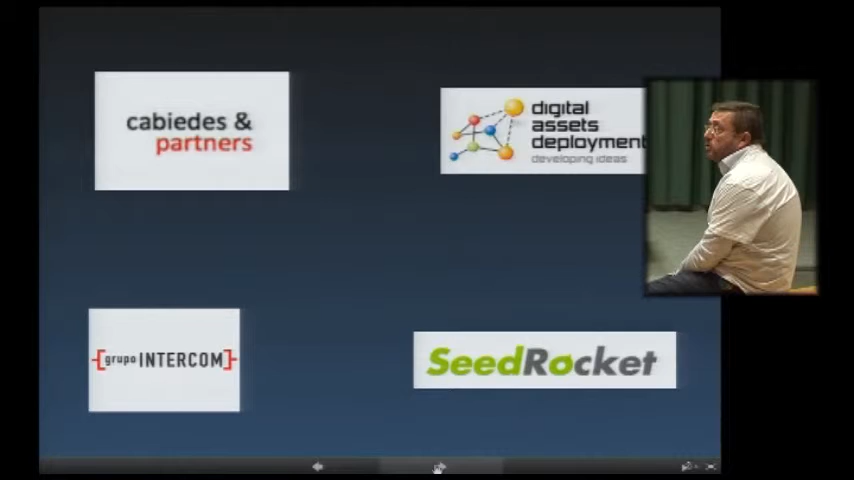 cabiedes &
partners
digital
assets
deployment
developing ideas
grupo INTERCOM
SeedRocket